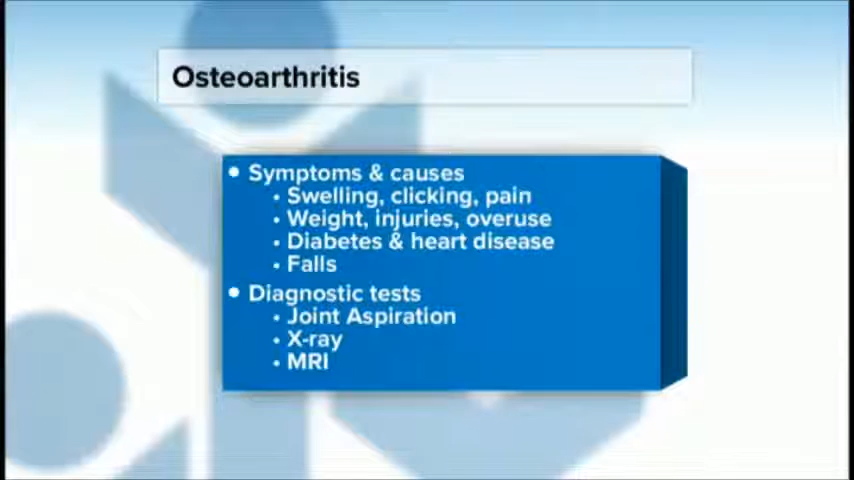 Osteoarthritis
• Symptoms & causes
• Swelling, clicking, pain
• Weight, injuries, overuse
• Diabetes & heart disease
• Falls
• Diagnostic tests
• Joint Aspiration
• X-ray
• MRI